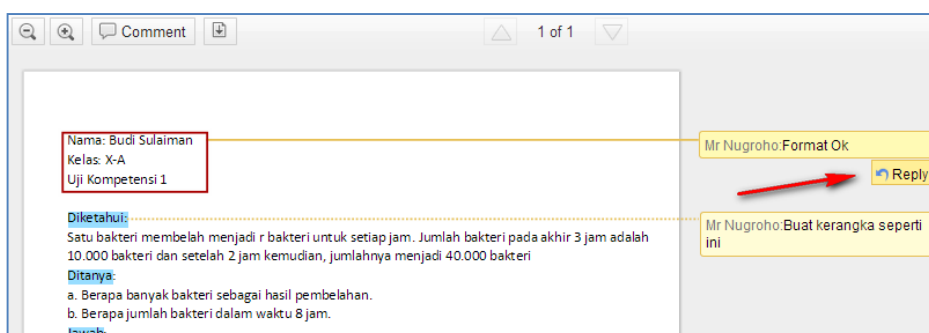 Comment
1 of 1
Nama: Budi Sulaiman
Kelas: X-A
Uji Kompetensi 1
Mr Nugroho:Format Ok
Reply
Diketahui:
Mr Nugroho:Buat kerangka seperti
ini
Satu bakteri membelah menjadi r bakteri untuk setiap jam. Jumlah bakteri pada akhir 3 jam adalah
10.000 bakteri dan setelah 2 jam kemudian, jumlahnya menjadi 40.000 bakteri
Ditanya:
a. Berapa banyak bakteri sebagai hasil pembelahan.
b. Berapa jumlah bakteri dalam waktu 8 jam.
Jawab: